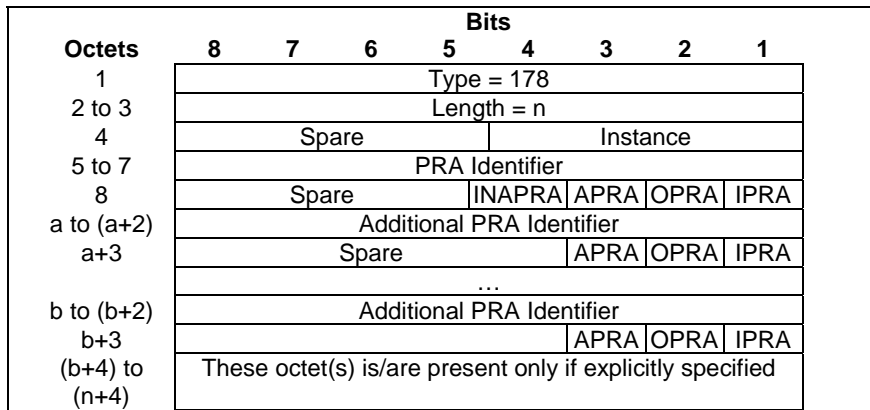 Bits
Octets 8 7 6 5 4 3 2 1
1 Type = 178
2 to 3 Length = n
4 Spare Instance
5 to 7 PRA Identifier
8 Spare INAPRA APRA OPRA IPRA
a to (a+2) Additional PRA Identifier
a+3 Spare APRA OPRA IPRA
…
b to (b+2) Additional PRA Identifier
b+3 APRA OPRA IPRA
(b+4) to These octet(s) is/are present only if explicitly specified
(n+4)